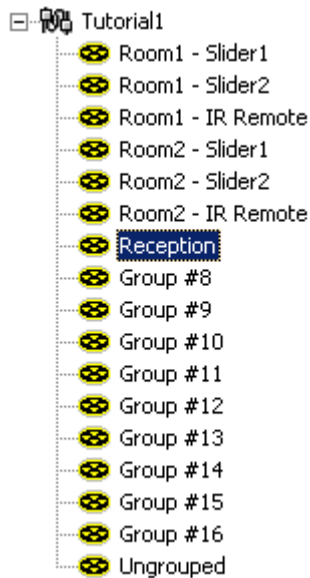 Tutorial1
Room1 - Slider1
Room1 - Slider2
Room1 - IR Remote
Room2 - Slider1
Room2 - Slider2
Room2 - IR Remote
Reception
Group #8
Group #9
Group #10
Group #11
Group #12
Group #13
Group #14
Group #15
Group #16
Ungrouped